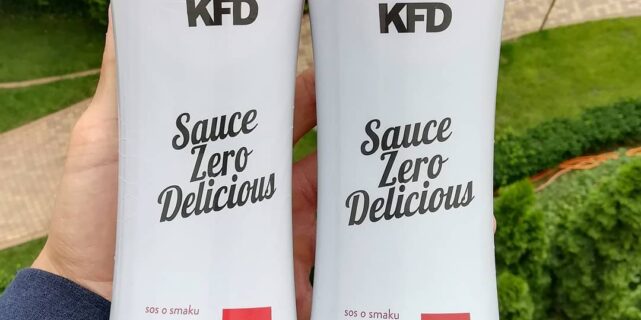 KFD
Sauce
Zero
Delicious
sos o smaku
KFD
Sauce
Zero
Delicious
sos o smaku